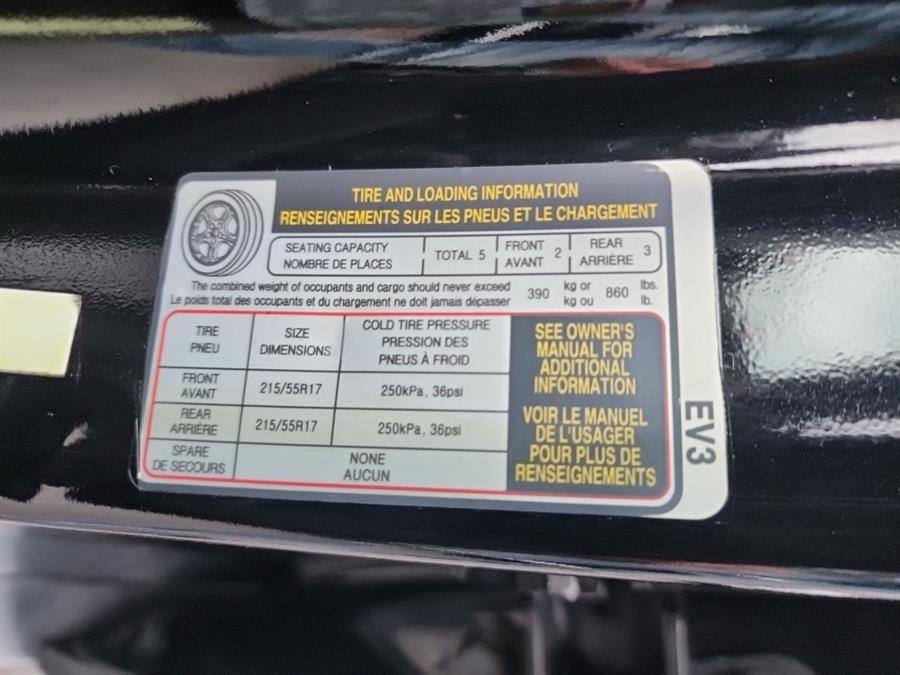 TIRE AND LOADING INFORMATION
RENSEIGNEMENTS SUR LES PNEUS ET LE CHARGEMENT
SEATING CAPACITY
NOMBRE DE PLACES
TOTAL 5
FRONT
AVANT 2
REAR
ARRIÈRE 3
The combined weight of occupants and cargo should never exceed 390 kg or 860 lbs.
Le poids total des occupants et du chargement ne doit jamais dépasser kg ou lb.
TIRE
PNEU
SIZE
DIMENSIONS
COLD TIRE PRESSURE
PRESSION DES
PNEUS À FROID
FRONT
AVANT
215/55R17
250kPa, 36psi
REAR
ARRIÈRE
215/55R17
250kPa, 36psi
SPARE
DE SECOURS
NONE
AUCUN
SEE OWNER'S
MANUAL FOR
ADDITIONAL
INFORMATION
VOIR LE MANUEL
DE L'USAGER
POUR PLUS DE
RENSEIGNEMENTS
EV3